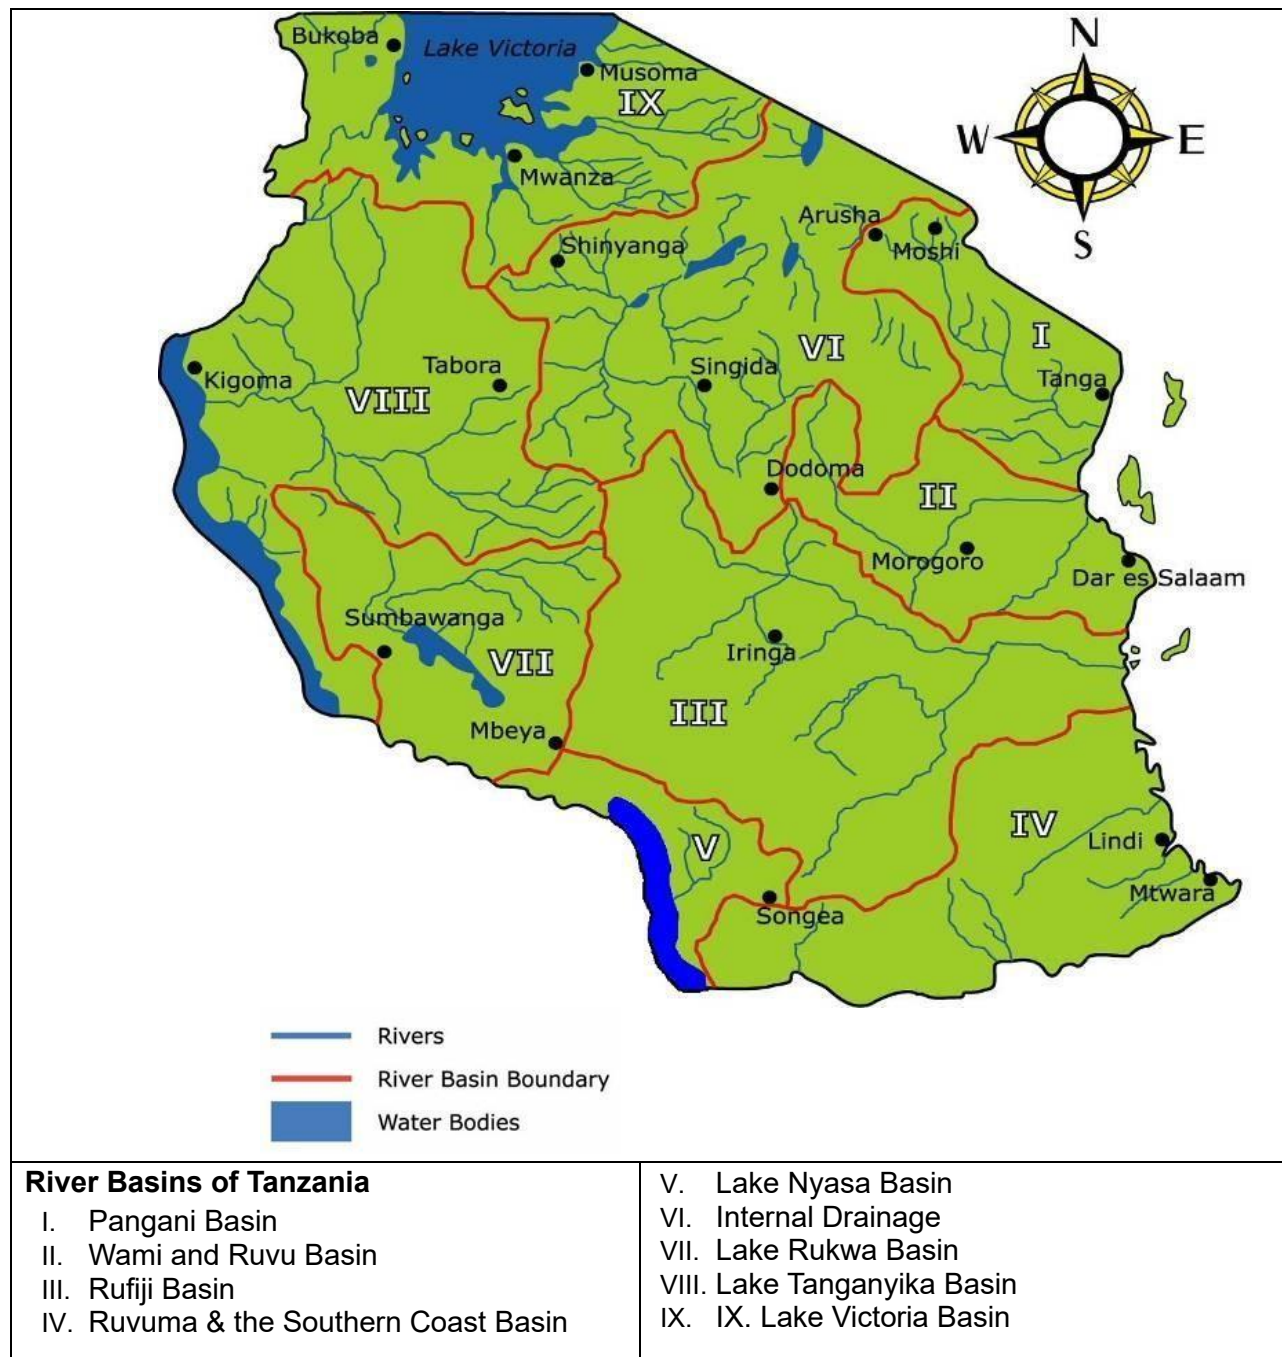 N
Bukoba
Lake Victoria
Musoma
IX
W
E
Mwanza
S
Arusha
Moshi
Shinyanga
I
VI
Kigoma
Tabora
Singida
Tanga
VIII
Dodoma
II
Morogoro
Dar es Salaam
Sumbawanga
VII
Iringa
III
Mbeya
IV
V
Lindi
Mtwara
Songea
Rivers
River Basin Boundary
Water Bodies
River Basins of Tanzania
I. Pangani Basin
II. Wami and Ruvu Basin
III. Rufiji Basin
IV. Ruvuma & the Southern Coast Basin
V. Lake Nyasa Basin
VI. Internal Drainage
VII. Lake Rukwa Basin
VIII. Lake Tanganyika Basin
IX. IX. Lake Victoria Basin